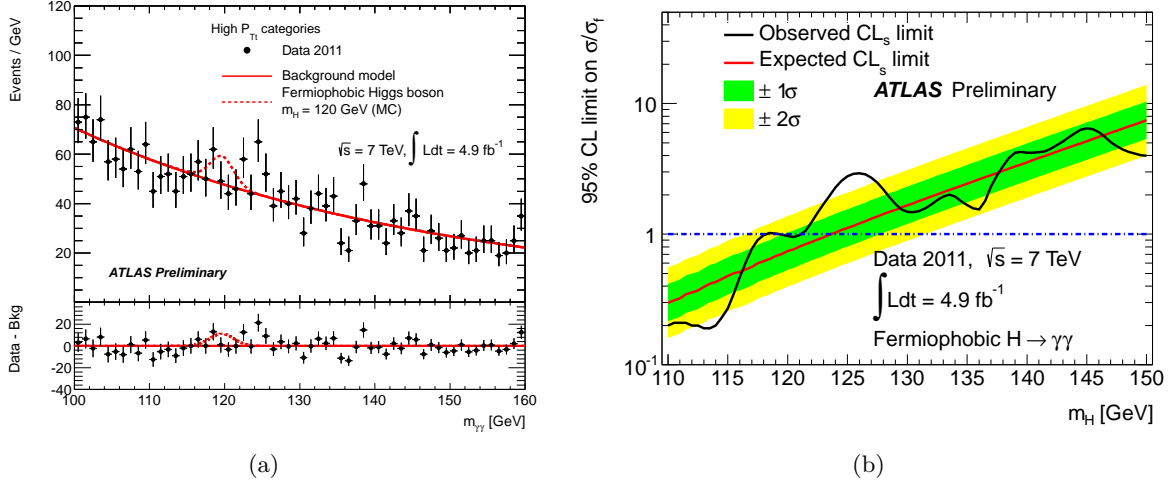 Events / GeV
120
100
80
60
40
20
High P_Tt categories
Data 2011
Background model
Fermiophobic Higgs boson
m_H = 120 GeV (MC)
√s = 7 TeV, ∫ Ldt = 4.9 fb⁻¹
ATLAS Preliminary
Data - Bkg
20
0
-20
-40
100 110 120 130 140 150 160
m_γγ [GeV]
(a)
95% CL limit on σ/σ_f
10
1
10⁻¹
Observed CL_s limit
Expected CL_s limit
± 1σ
± 2σ
ATLAS Preliminary
Data 2011, √s = 7 TeV
∫ Ldt = 4.9 fb⁻¹
Fermiophobic H → γγ
110 115 120 125 130 135 140 145 150
m_H [GeV]
(b)